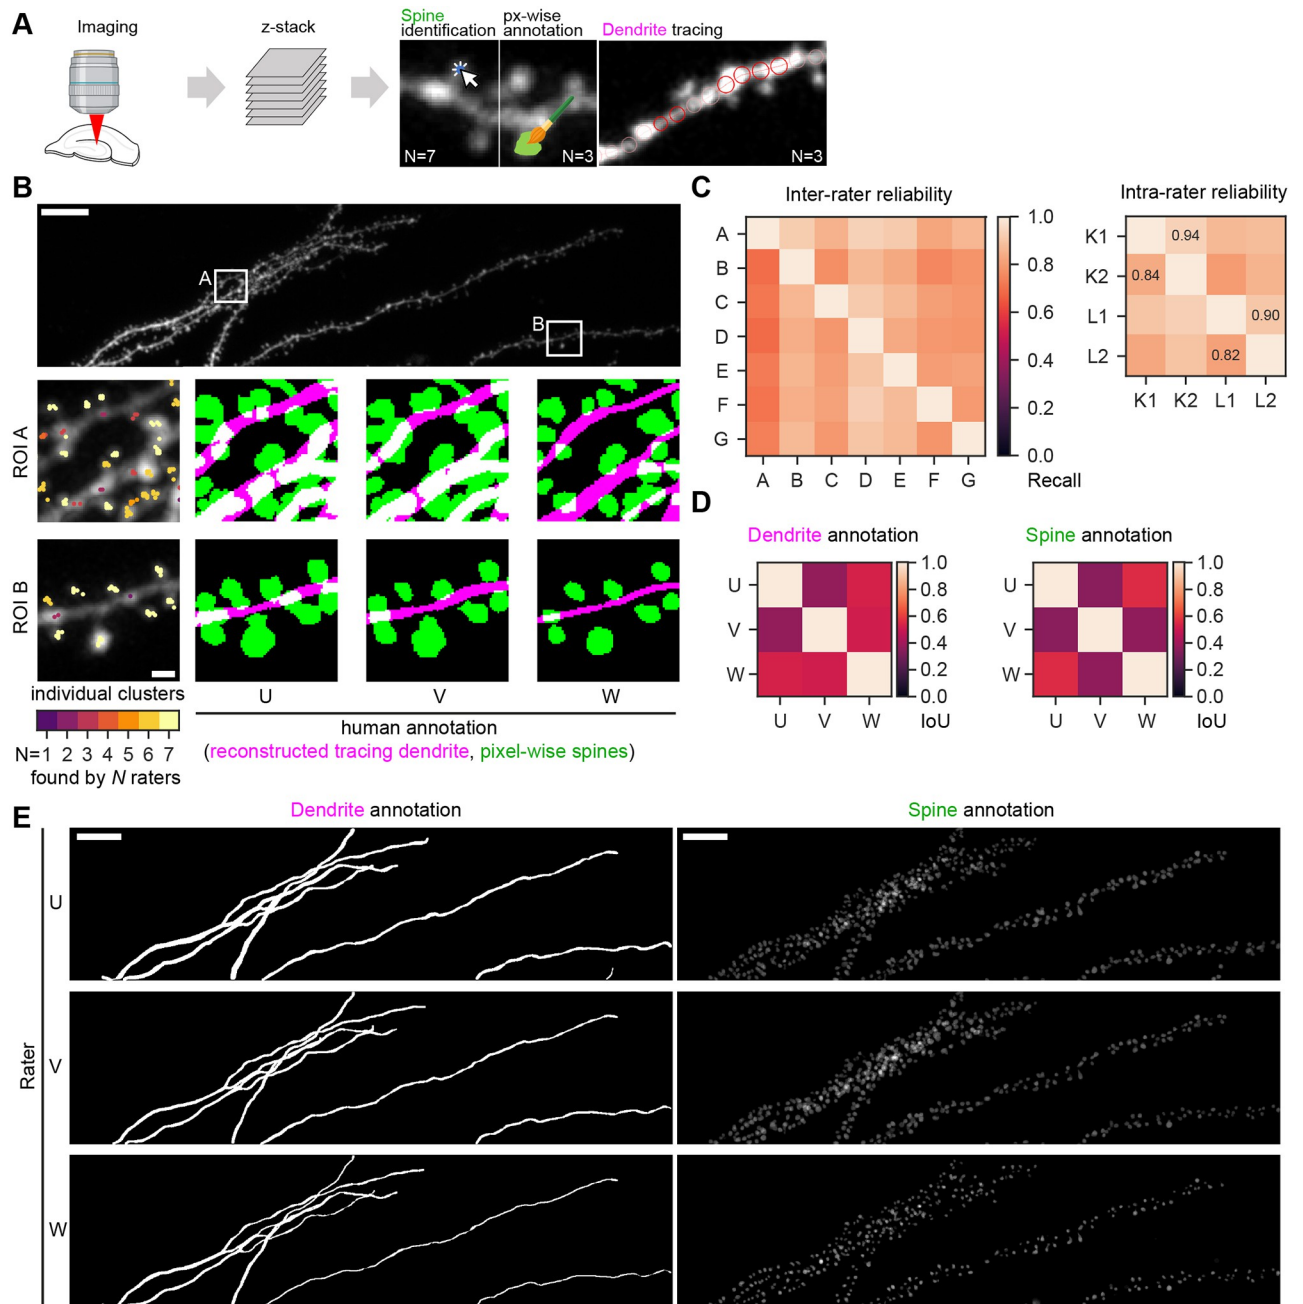 A
Imaging
z-stack
Spine
identification
px-wise
annotation
Dendrite tracing
N=7
N=3
N=3
B
A
B
ROI A
ROI B
individual clusters
N=1 2 3 4 5 6 7
found by N raters
U V W
human annotation
(reconstructed tracing dendrite, pixel-wise spines)
C
Inter-rater reliability
A
B
C
D
E
F
G
A B C D E F G
1.0
0.8
0.6
0.4
0.2
0.0
Recall
Intra-rater reliability
K1
K2
L1
L2
0.94
0.84
0.90
0.82
K1 K2 L1 L2
D
Dendrite annotation
U
V
W
U V W
1.0
0.8
0.6
0.4
0.2
0.0
IoU
Spine annotation
U
V
W
U V W
1.0
0.8
0.6
0.4
0.2
0.0
IoU
E
Dendrite annotation
Spine annotation
Rater
U
V
W